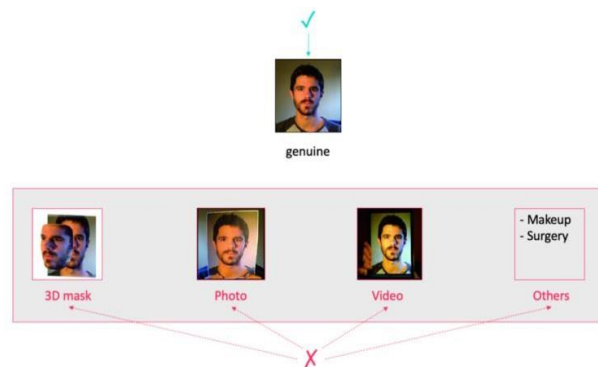 ✓
genuine
3D mask
Photo
Video
- Makeup
- Surgery
Others
X